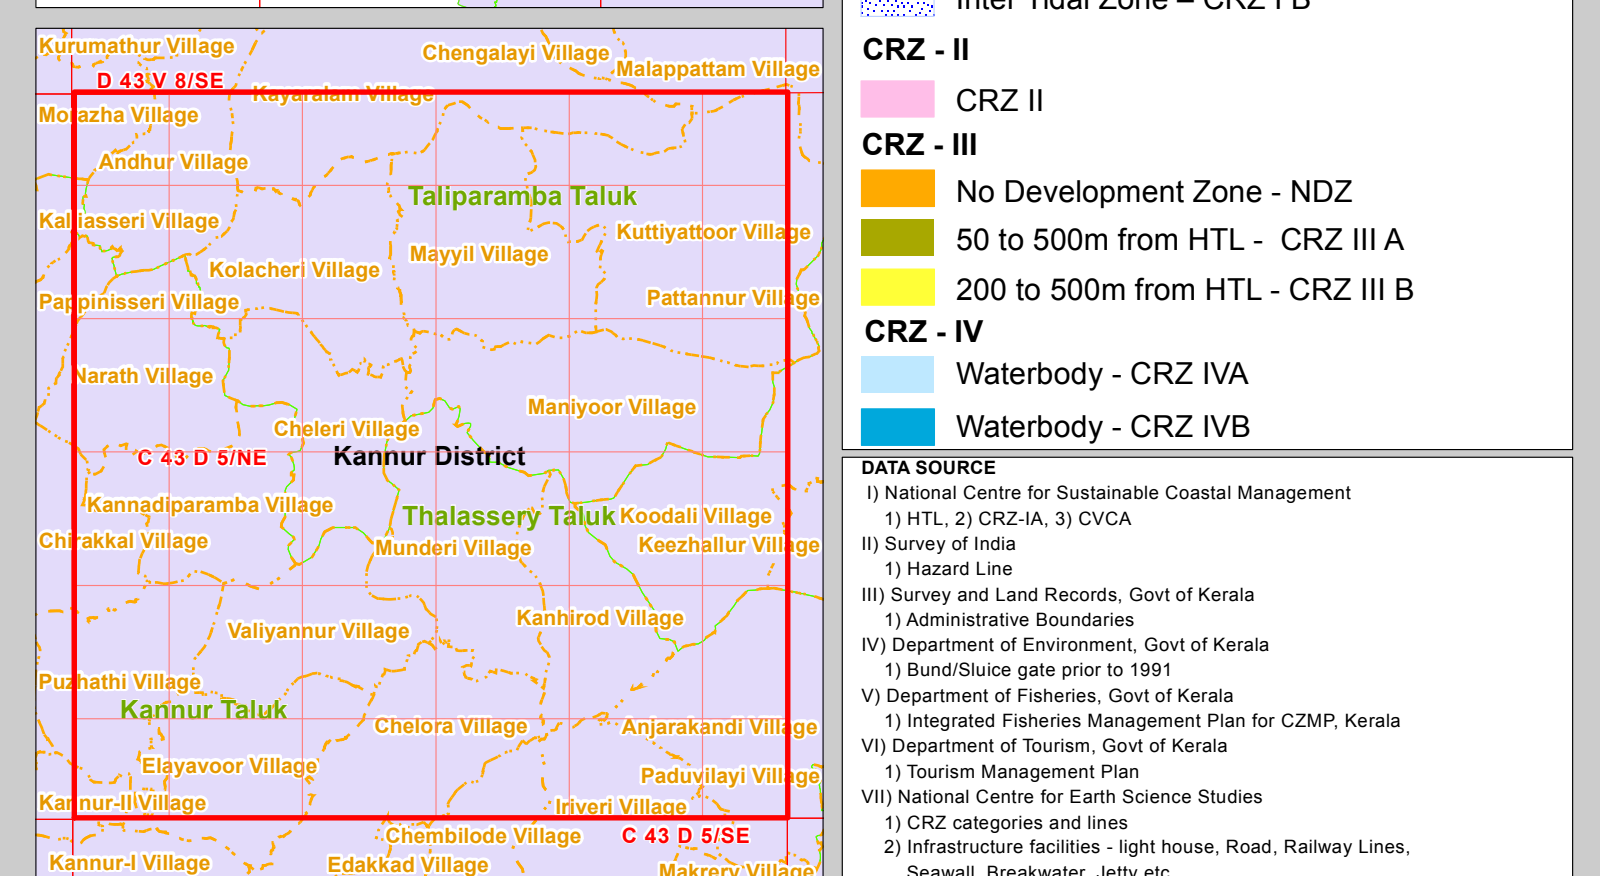 Kurumathur Village
Chengalayi Village
Malappattam Village
D 43 V 8/SE
Kayaralam Village
Morazha Village
Andhur Village
Taliparamba Taluk
Kalliasseri Village
Kuttiyattoor Village
Mayyil Village
Kolacheri Village
Pappinisseri Village
Pattannur Village
Narath Village
Maniyoor Village
Cheleri Village
C 43 D 5/NE
Kannur District
Kannadiparamba Village
Thalassery Taluk
Koodali Village
Chirakkal Village
Munderi Village
Keezhallur Village
Kanhirod Village
Valiyannur Village
Puzhathi Village
Kannur Taluk
Chelora Village
Anjarakandi Village
Elayavoor Village
Paduvilayi Village
Kannur-II Village
Iriveri Village
Chembilode Village
C 43 D 5/SE
Kannur-I Village
Edakkad Village
Makrery Village
Inter Tidal Zone – CRZ I B
CRZ - II
CRZ II
CRZ - III
No Development Zone - NDZ
50 to 500m from HTL - CRZ III A
200 to 500m from HTL - CRZ III B
CRZ - IV
Waterbody - CRZ IVA
Waterbody - CRZ IVB
DATA SOURCE
I) National Centre for Sustainable Coastal Management
1) HTL, 2) CRZ-IA, 3) CVCA
II) Survey of India
1) Hazard Line
III) Survey and Land Records, Govt of Kerala
1) Administrative Boundaries
IV) Department of Environment, Govt of Kerala
1) Bund/Sluice gate prior to 1991
V) Department of Fisheries, Govt of Kerala
1) Integrated Fisheries Management Plan for CZMP, Kerala
VI) Department of Tourism, Govt of Kerala
1) Tourism Management Plan
VII) National Centre for Earth Science Studies
1) CRZ categories and lines
2) Infrastructure facilities - light house, Road, Railway Lines,
Seawall, Breakwater, Jetty etc